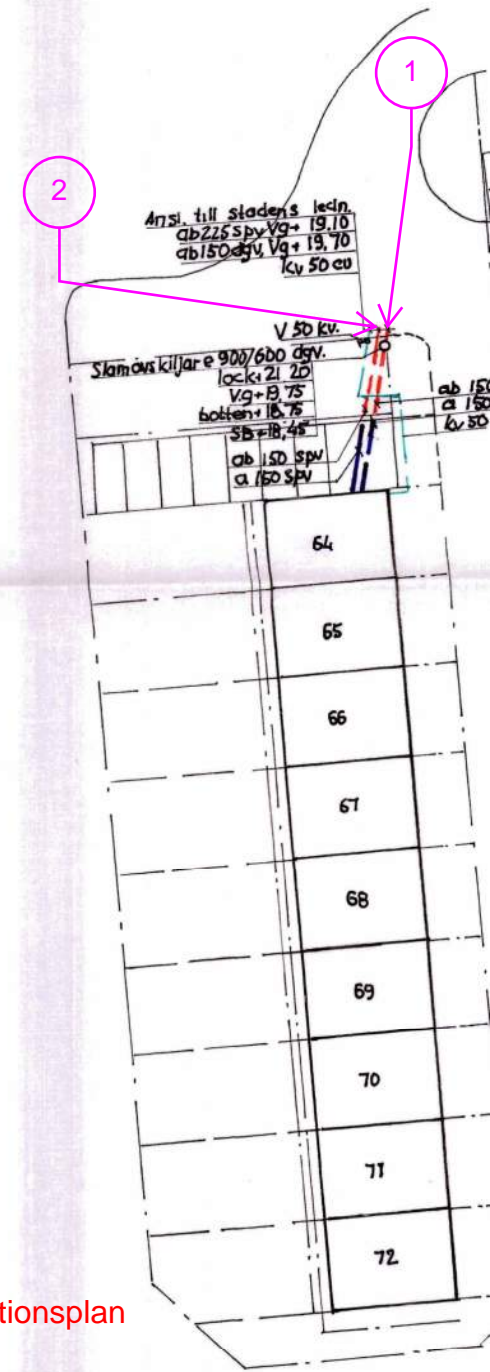 1
2
Ansl. till stadens ledn.
ab225 spv Vg+ 19,10
ab150 dgv, Vg+ 19,70
kv 50 cu
V 50 kv.
Slamavskiljare 900/600 dgv.
lock+21 20
Vg+19,75
botten+18,75
SB+18,45
ab 150
a 150
kv 50
ab 150 spv
a 150 spv
64
65
66
67
68
69
70
71
72
tionsplan